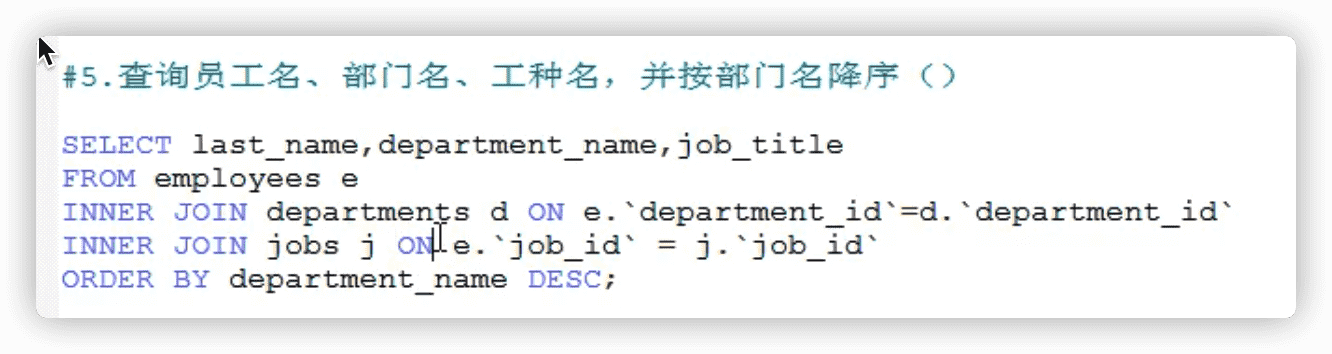 #5.查询员工名、部门名、工种名，并按部门名降序（）
SELECT last_name,department_name,job_title
FROM employees e
INNER JOIN departments d ON e.`department_id`=d.`department_id`
INNER JOIN jobs j ON e.`job_id` = j.`job_id`
ORDER BY department_name DESC;